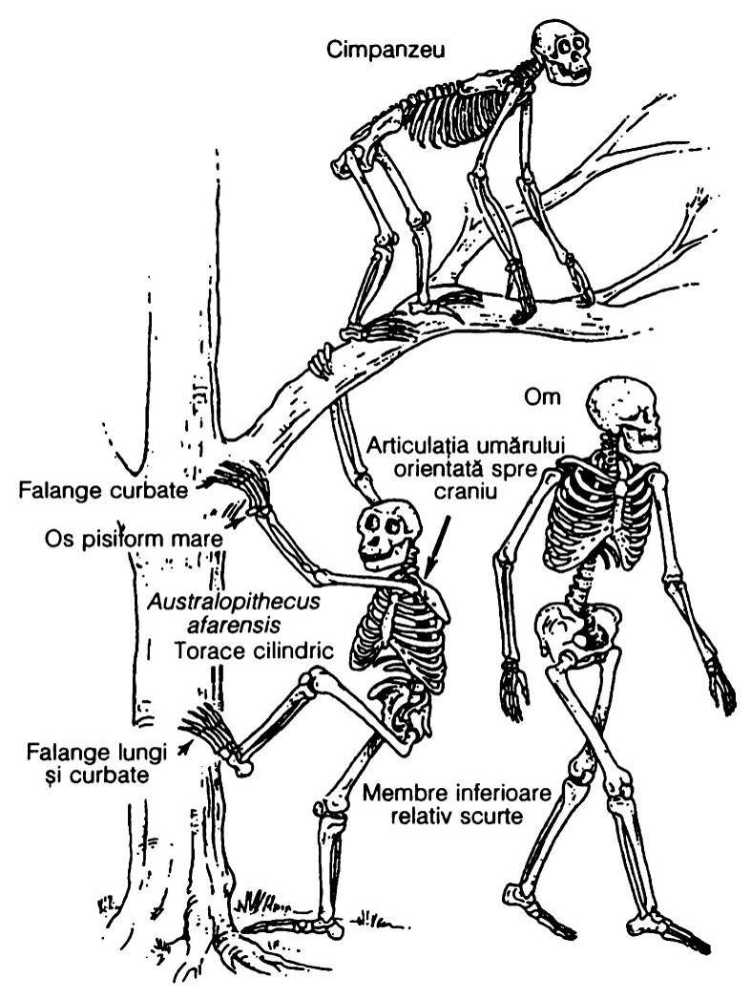 Cimpanzeu
Om
Articulația umărului
orientată spre
craniu
Falange curbate
Os pisiform mare
Australopithecus
afarensis
Torace cilindric
Falange lungi
și curbate
Membre inferioare
relativ scurte